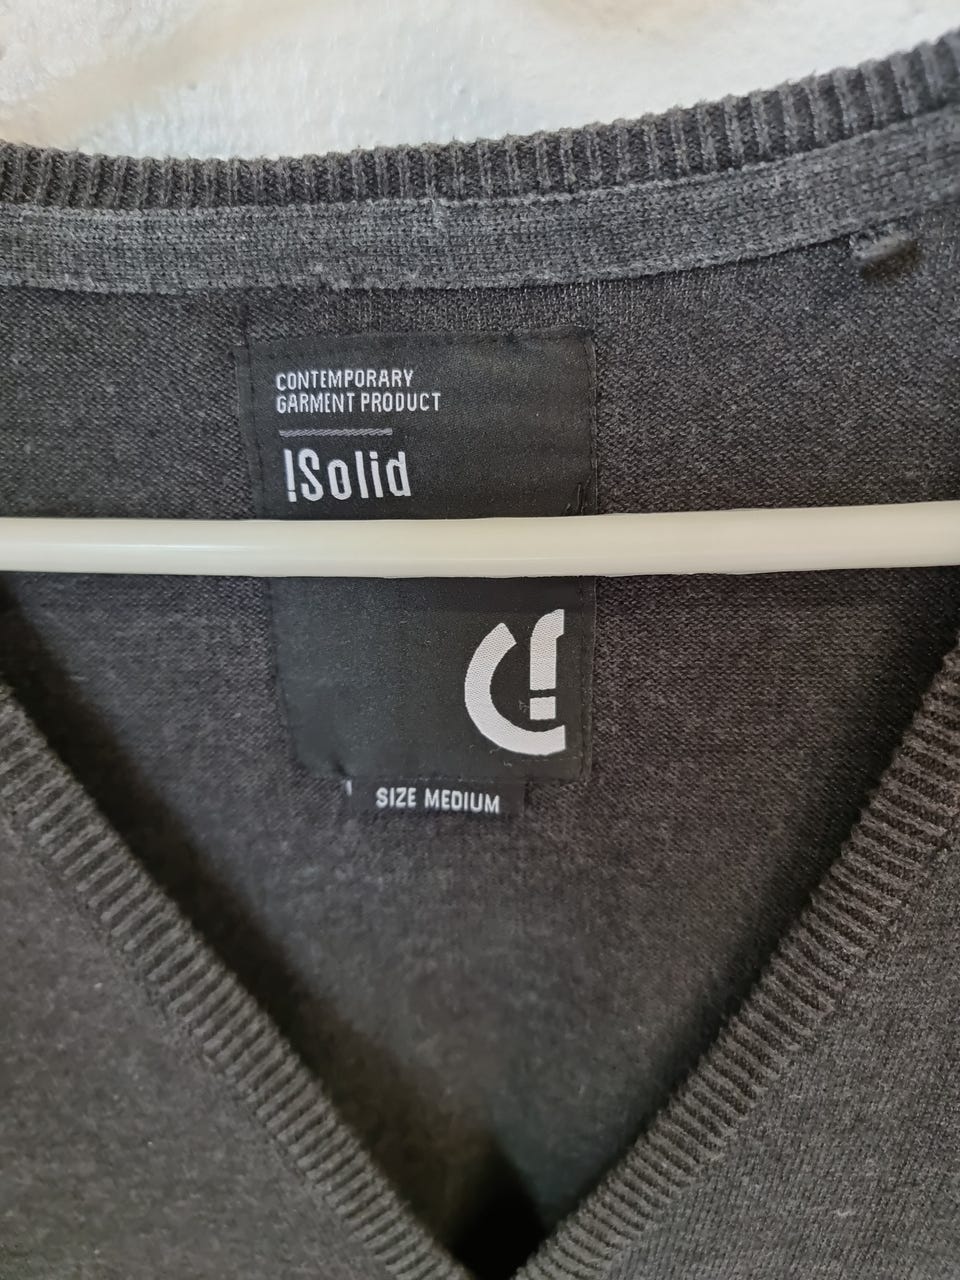 CONTEMPORARY
GARMENT PRODUCT
!Solid
SIZE MEDIUM